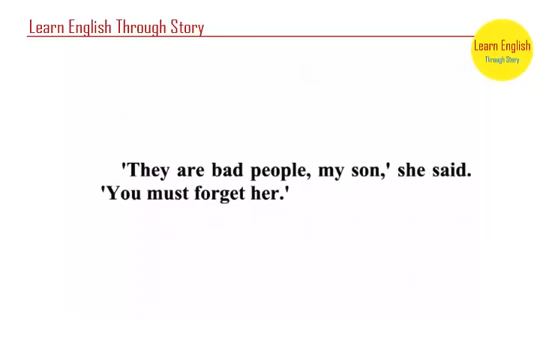 Learn English Through Story
Learn English
Through Story
'They are bad people, my son,' she said.
'You must forget her.'